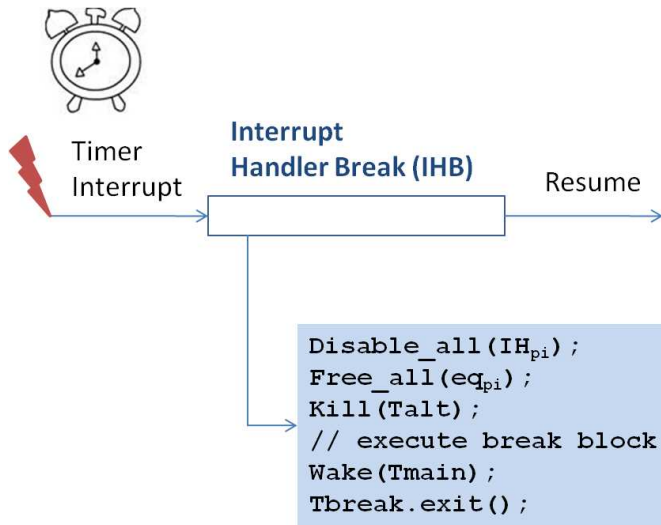 Timer
Interrupt
Interrupt
Handler Break (IHB)
Resume
Disable_all(IHpi);
Free_all(eqpi);
Kill(Talt);
// execute break block
Wake(Tmain);
Tbreak.exit();